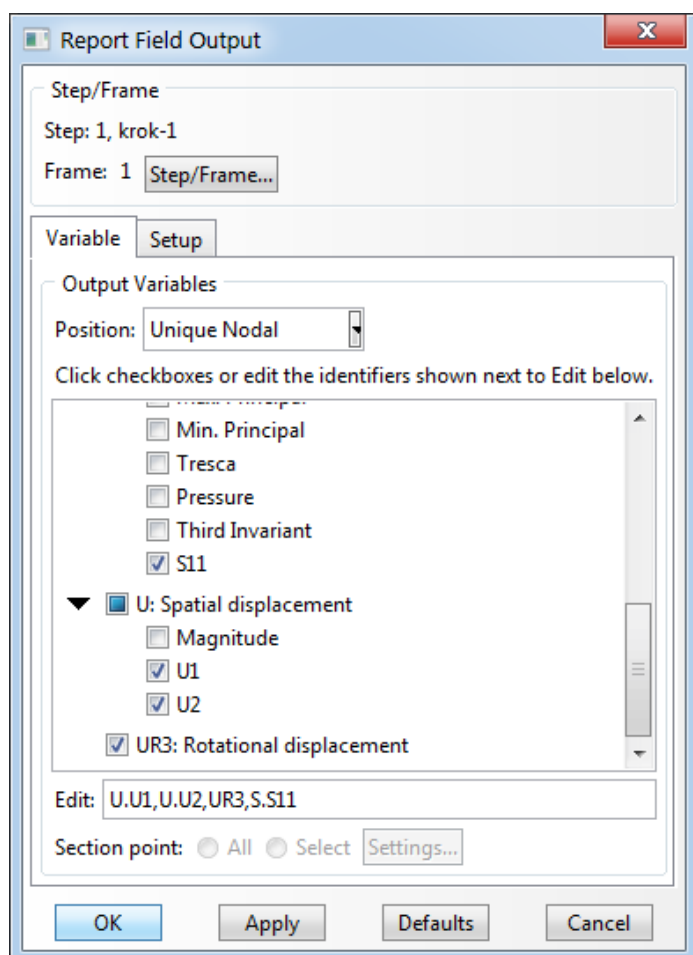 Report Field Output
Step/Frame
Step: 1, krok-1
Frame: 1 Step/Frame...
Variable Setup
Output Variables
Position: Unique Nodal
Click checkboxes or edit the identifiers shown next to Edit below.
Min. Principal
Tresca
Pressure
Third Invariant
S11
U: Spatial displacement
Magnitude
U1
U2
UR3: Rotational displacement
Edit: U.U1,U.U2,UR3,S.S11
Section point: All Select Settings...
OK Apply Defaults Cancel